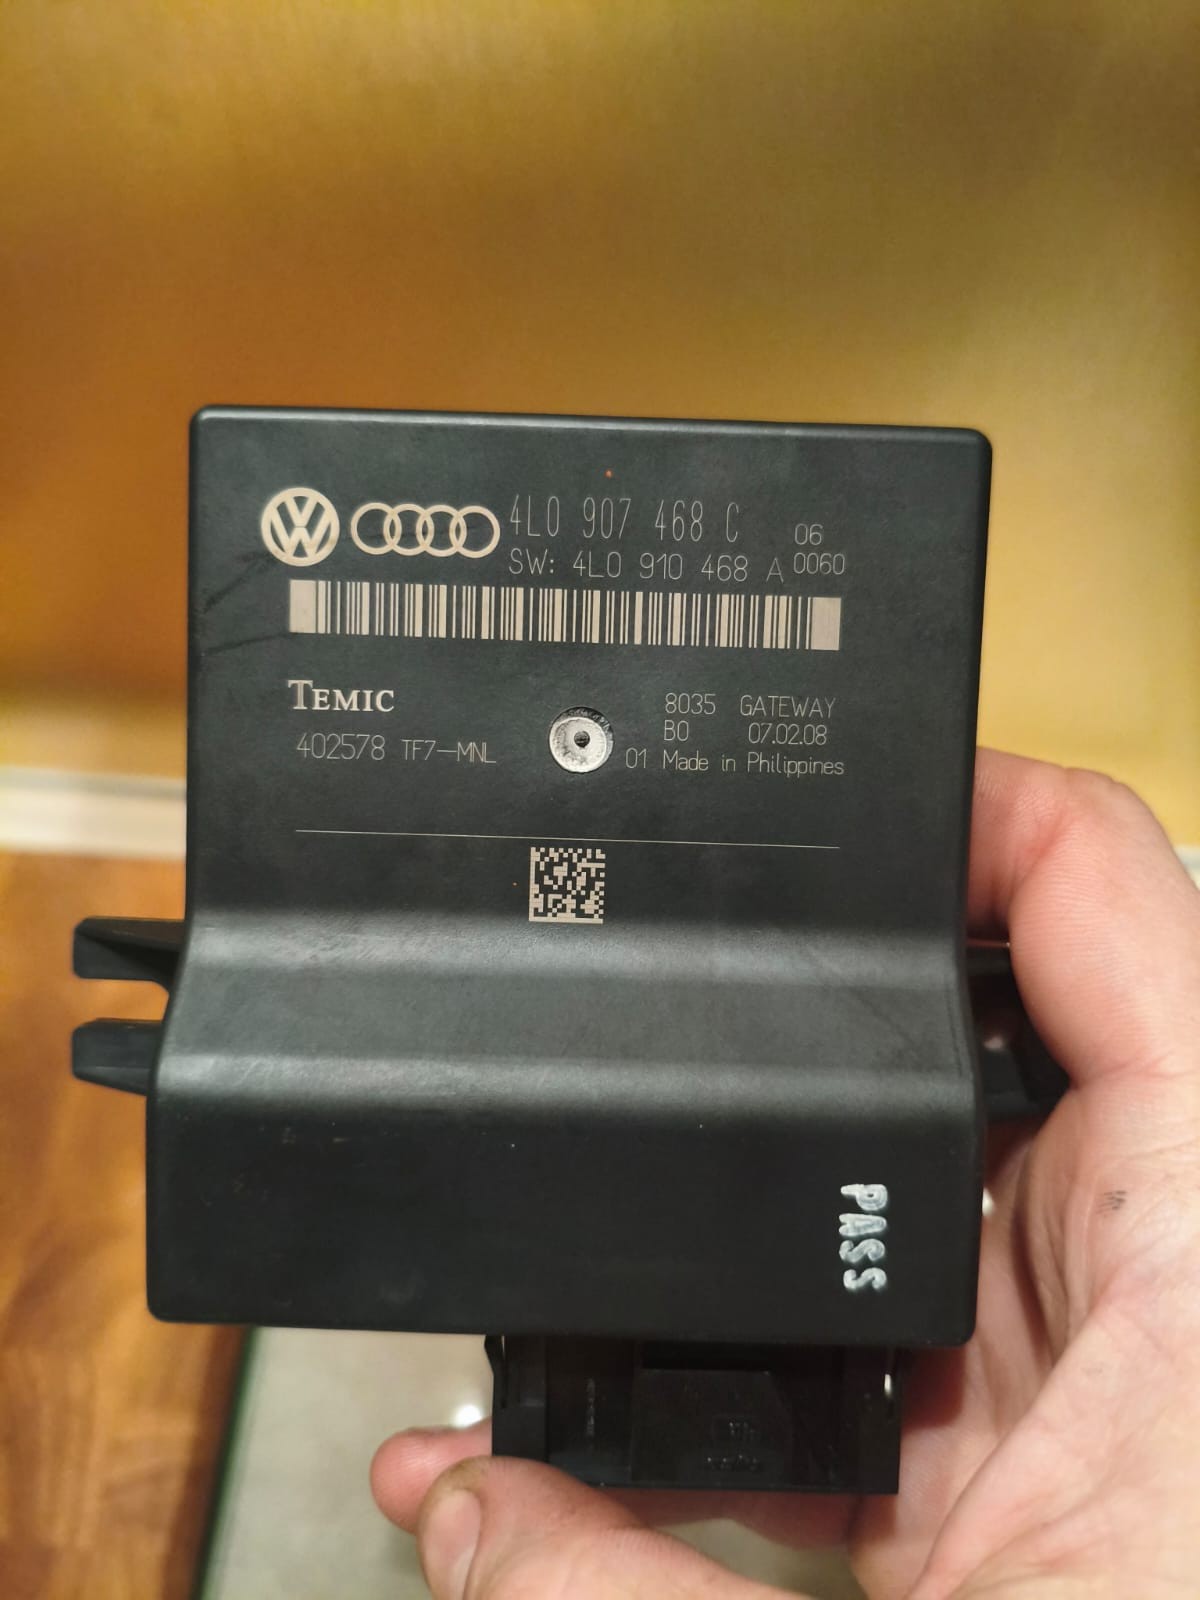 4L0 907 468 C 06
SW: 4L0 910 468 A 0060
TEMIC
8035 GATEWAY
402578 TF7-MNL
B0 07.02.08
01 Made in Philippines
PASS